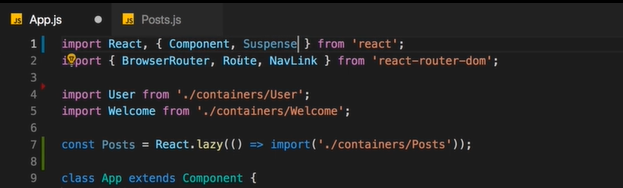 JS App.js JS Posts.js
1 import React, { Component, Suspense } from 'react';
2 import { BrowserRouter, Route, NavLink } from 'react-router-dom';
3
4 import User from './containers/User';
5 import Welcome from './containers/Welcome';
6
7 const Posts = React.lazy(() => import('./containers/Posts'));
8
9 class App extends Component {